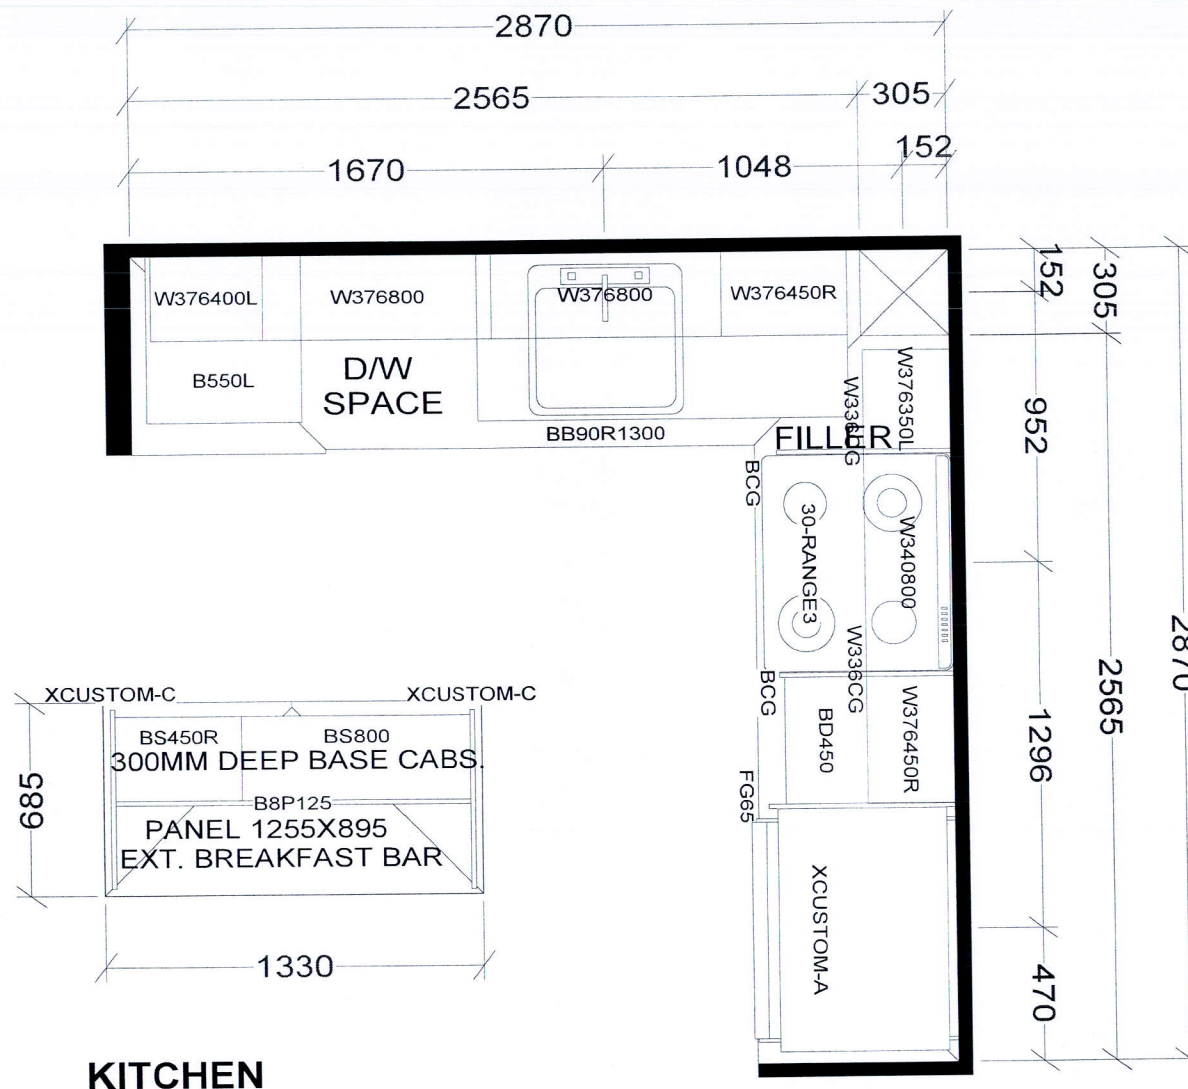 2870
2565
305
1670
1048
152
W376400L
W376800
W376800
W376450R
B550L
D/W
SPACE
BB90R1300
FILLER
W376350L
BCG
30-RANGE3
W340800
W336CG
BCG
BD450
W376450R
FG65
XCUSTOM-A
152
305
952
2870
2565
1296
470
XCUSTOM-C
XCUSTOM-C
BS450R
BS800
300MM DEEP BASE CABS.
B8P125
PANEL 1255X895
EXT. BREAKFAST BAR
685
1330
KITCHEN